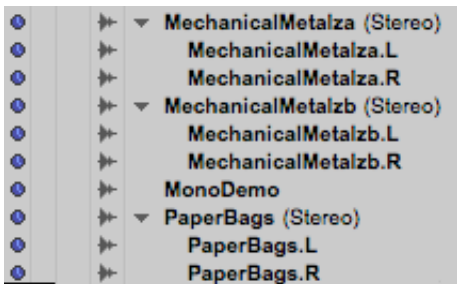 MechanicalMetalza (Stereo)
MechanicalMetalza.L
MechanicalMetalza.R
MechanicalMetalzb (Stereo)
MechanicalMetalzb.L
MechanicalMetalzb.R
MonoDemo
PaperBags (Stereo)
PaperBags.L
PaperBags.R